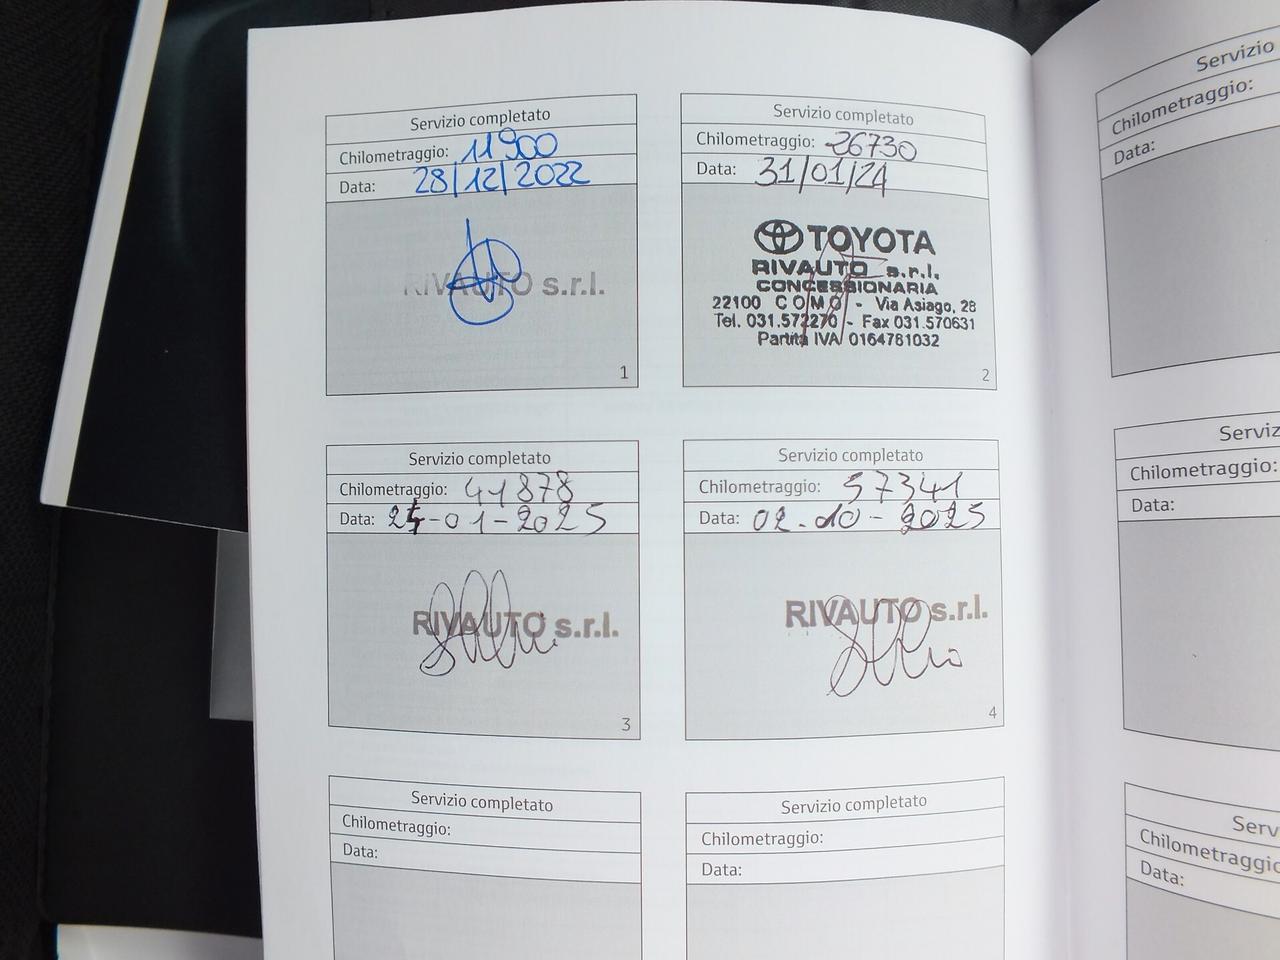 Servizio completato
Chilometraggio: 11900
Data: 28/12/2022
RIVAUTO s.r.l.
1
Servizio completato
Chilometraggio: 26730
Data: 31/01/24
TOYOTA
RIVAUTO s.r.l.
CONCESSIONARIA
22100 COMO - Via Asiago, 28
Tel. 031.572270 - Fax 031.570631
Partita IVA 0164781032
2
Servizio completato
Chilometraggio: 41878
Data: -01-2025
RIVAUTO s.r.l.
3
Servizio completato
Chilometraggio: 57341
Data: 02.10-2025
RIVAUTO s.r.l.
4
Servizio completato
Chilometraggio:
Data:
Servizio completato
Chilometraggio:
Data:
Servizio
Chilometraggio:
Data:
Serviz
Chilometraggio:
Data:
Serv
Chilometraggio
Data: